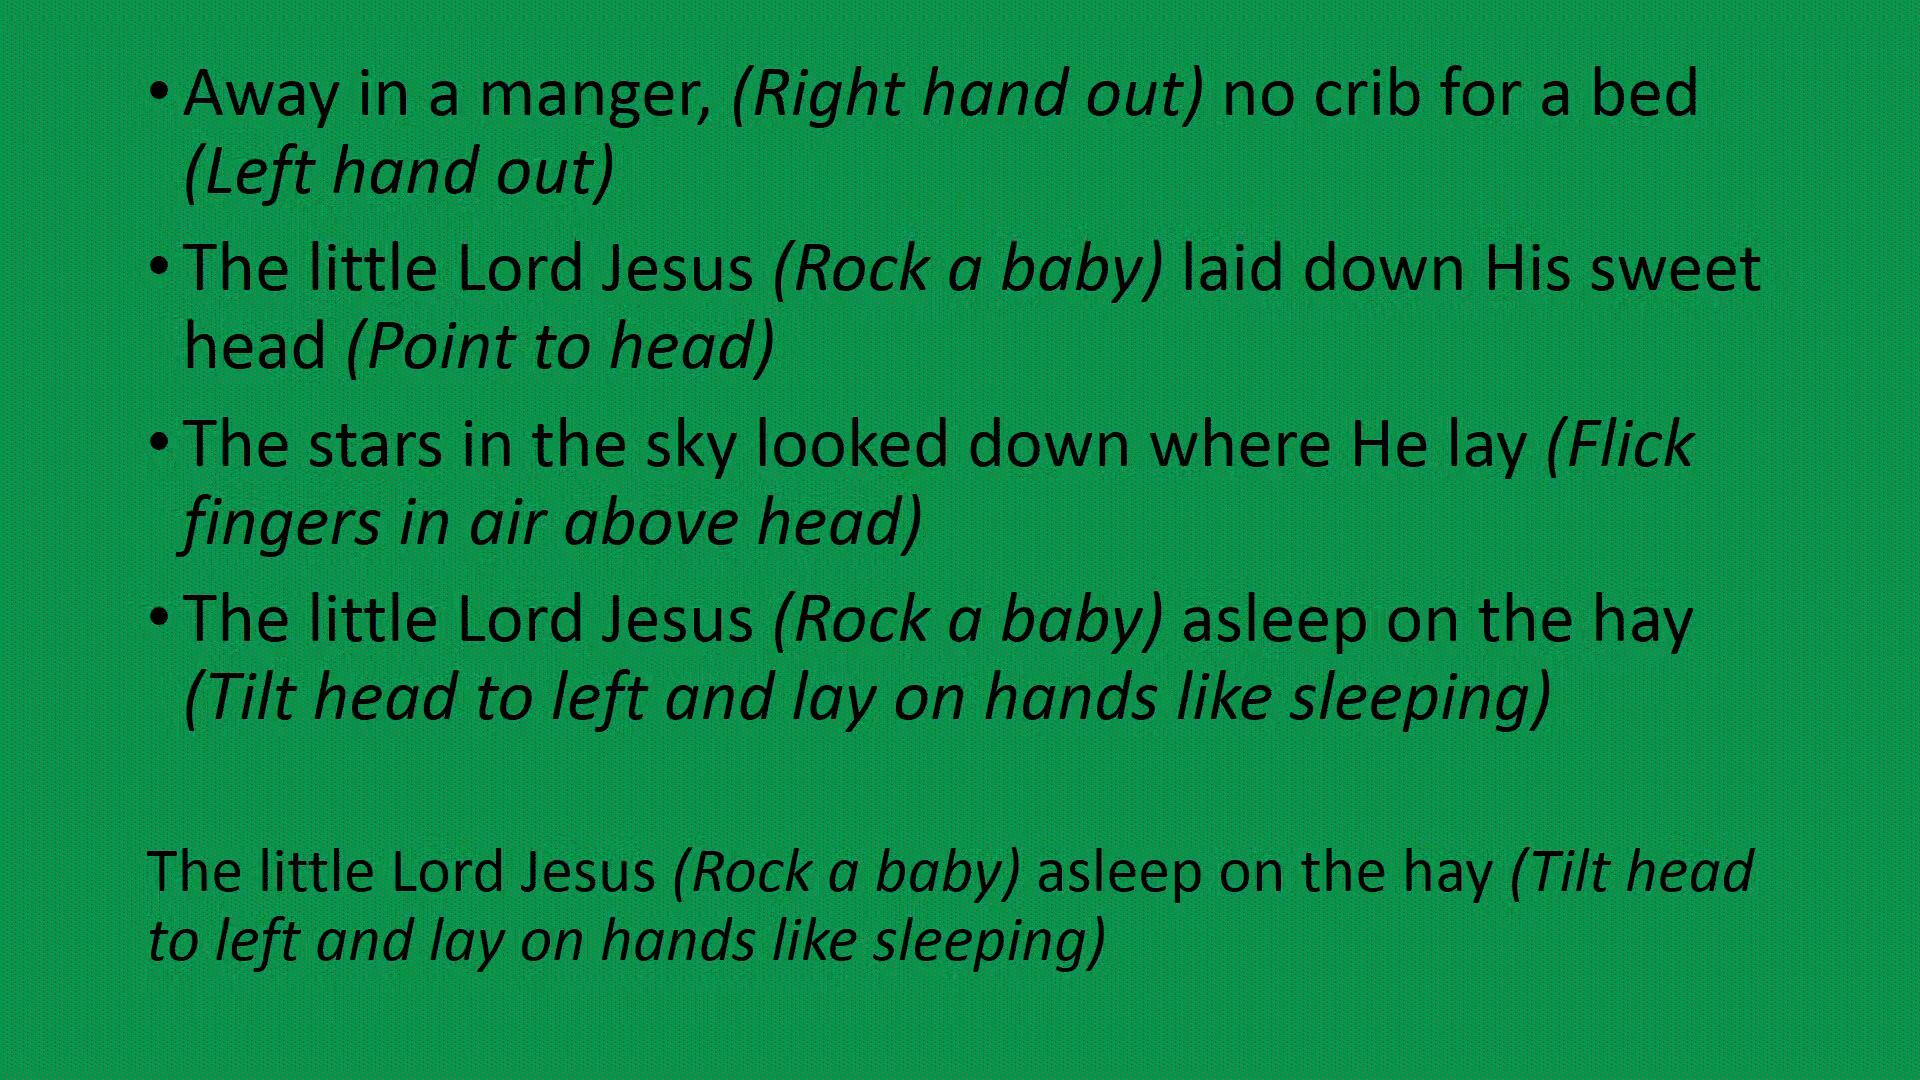 • Away in a manger, (Right hand out) no crib for a bed
(Left hand out)
• The little Lord Jesus (Rock a baby) laid down His sweet
head (Point to head)
• The stars in the sky looked down where He lay (Flick
fingers in air above head)
• The little Lord Jesus (Rock a baby) asleep on the hay
(Tilt head to left and lay on hands like sleeping)
The little Lord Jesus (Rock a baby) asleep on the hay (Tilt head
to left and lay on hands like sleeping)